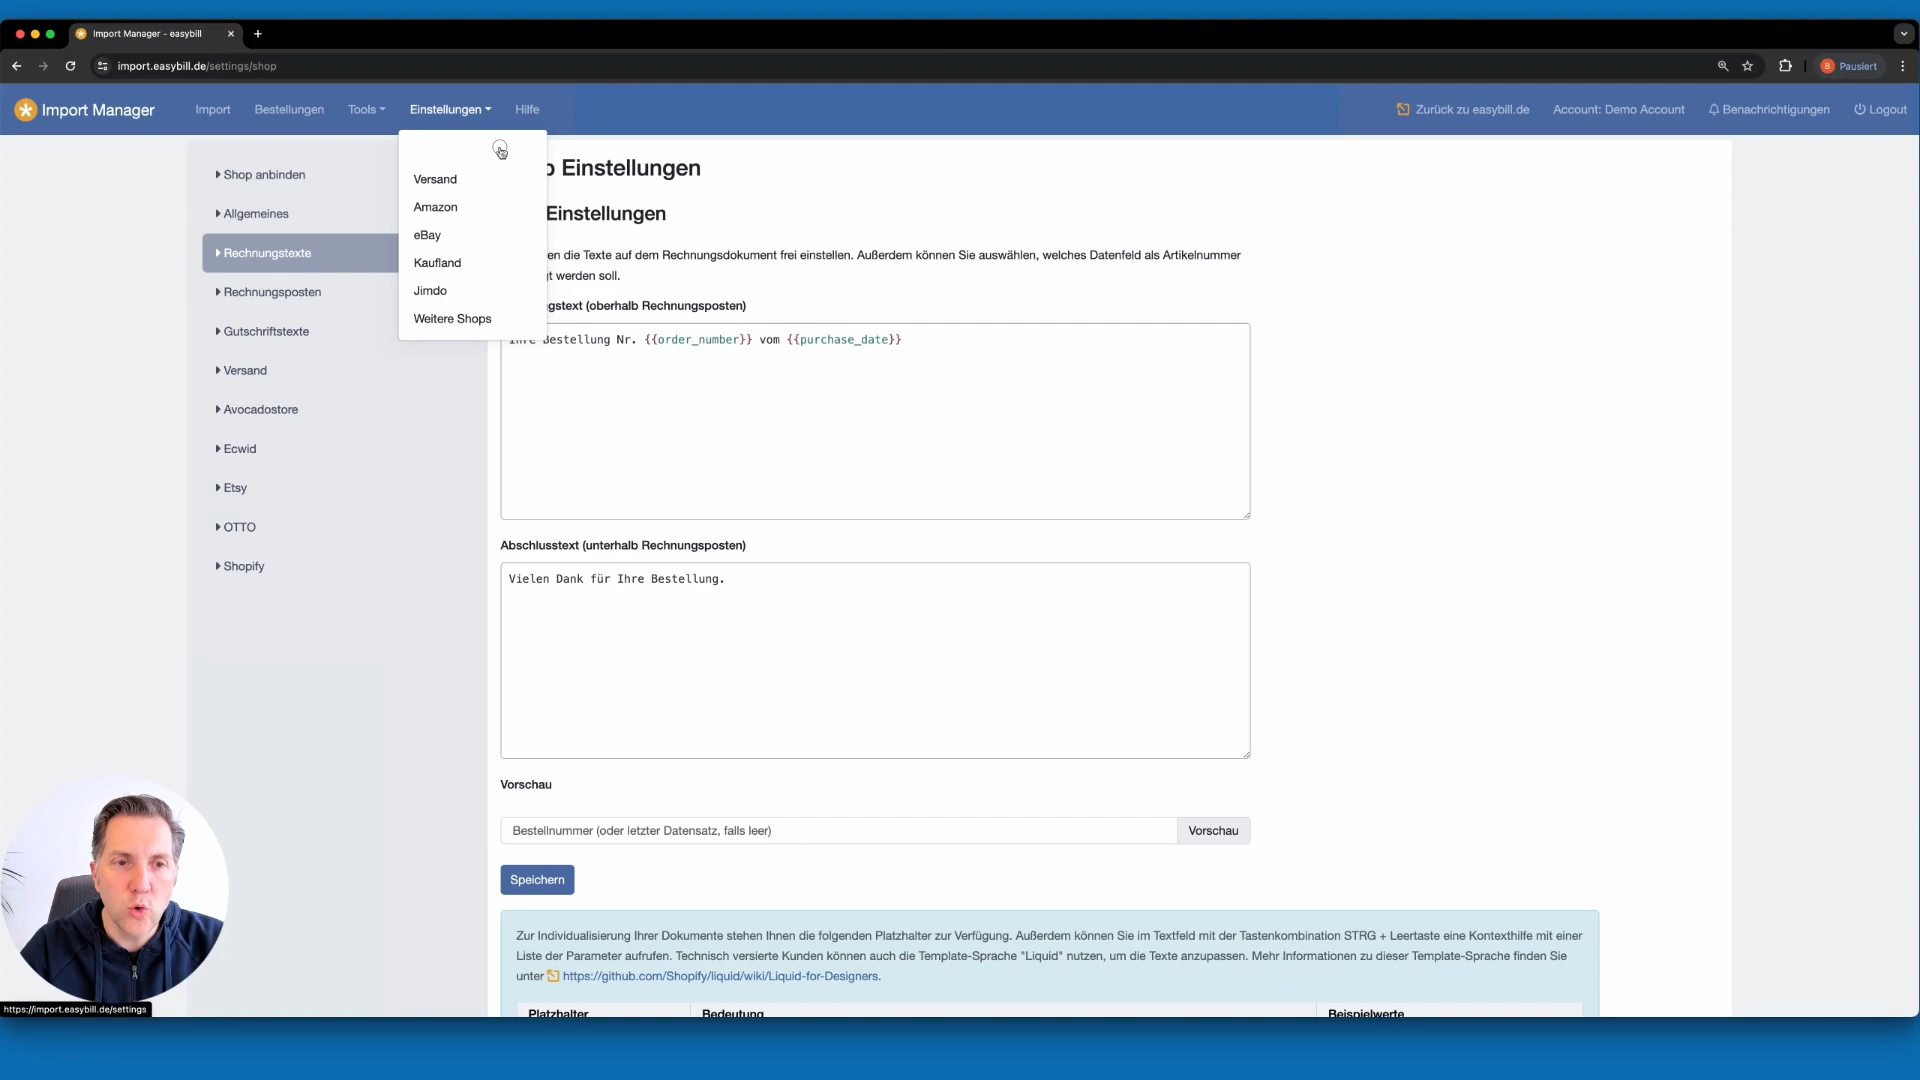 Import Manager - easybill
import.easybill.de/settings/shop
B Pausiert
Import Manager
Import
Bestellungen
Tools
Einstellungen
Hilfe
Zurück zu easybill.de
Account: Demo Account
Benachrichtigungen
Logout
Versand
Amazon
eBay
Kaufland
Jimdo
Weitere Shops
Shop anbinden
Allgemeines
Rechnungstexte
Rechnungsposten
Gutschriftstexte
Versand
Avocadostore
Ecwid
Etsy
OTTO
Shopify
Einstellungen
Einstellungen
en die Texte auf dem Rechnungsdokument frei einstellen. Außerdem können Sie auswählen, welches Datenfeld als Artikelnummer
t werden soll.
gstext (oberhalb Rechnungsposten)
Ihre Bestellung Nr. {{order_number}} vom {{purchase_date}}
Abschlusstext (unterhalb Rechnungsposten)
Vielen Dank für Ihre Bestellung.
Vorschau
Bestellnummer (oder letzter Datensatz, falls leer)
Vorschau
Speichern
Zur Individualisierung Ihrer Dokumente stehen Ihnen die folgenden Platzhalter zur Verfügung. Außerdem können Sie im Textfeld mit der Tastenkombination STRG + Leertaste eine Kontexthilfe mit einer
Liste der Parameter aufrufen. Technisch versierte Kunden können auch die Template-Sprache "Liquid" nutzen, um die Texte anzupassen. Mehr Informationen zu dieser Template-Sprache finden Sie
unter https://github.com/Shopify/liquid/wiki/Liquid-for-Designers.
Platzhalter
Bedeutung
Beispielwerte
https://import.easybill.de/settings